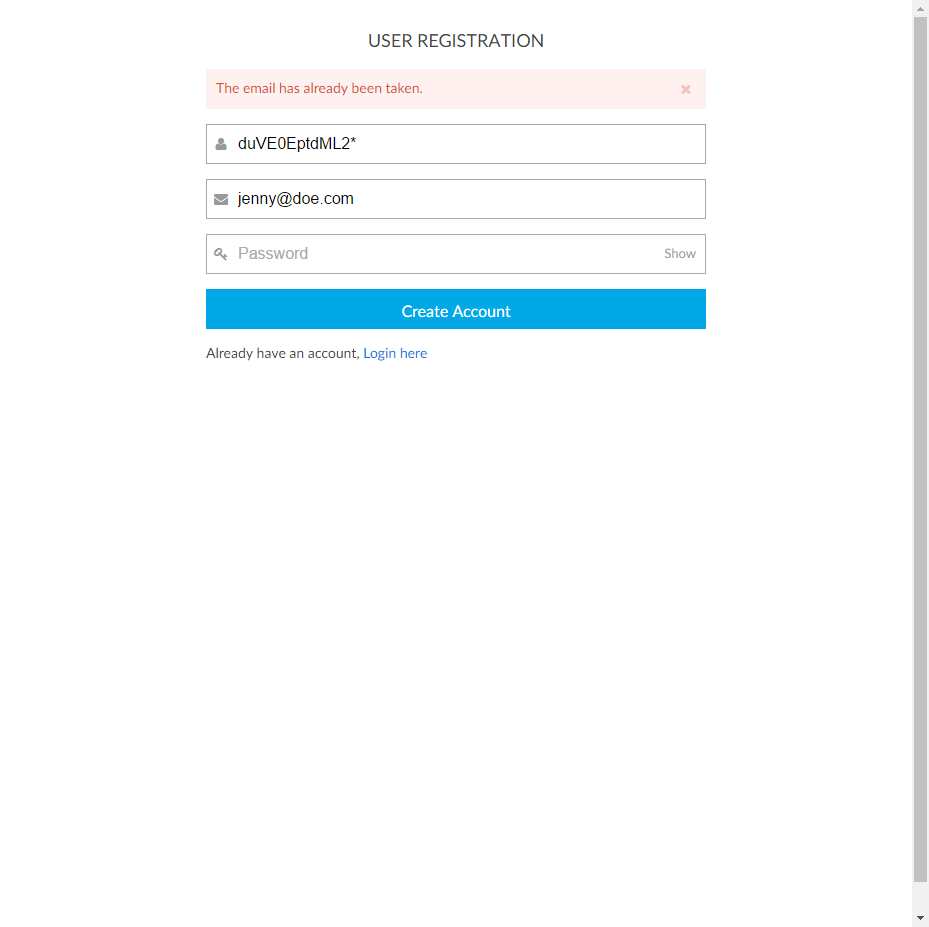 USER REGISTRATION
The email has already been taken.
duVE0EptdML2*
jenny@doe.com
Password Show
Create Account
Already have an account, Login here